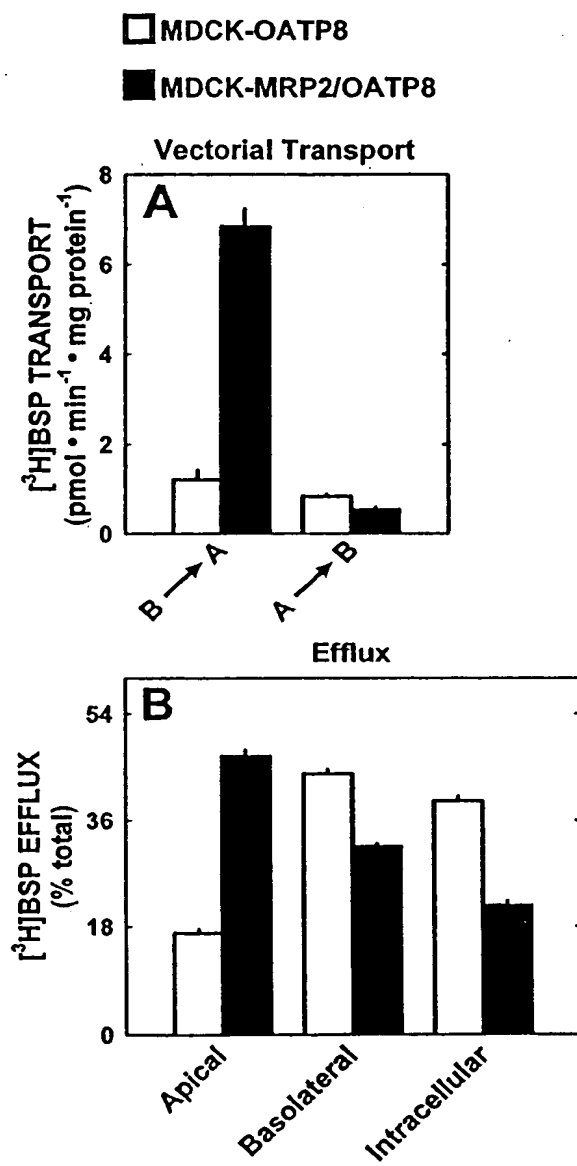 MDCK-OATP8
MDCK-MRP2/OATP8
Vectorial Transport
A
[³H]BSP TRANSPORT
(pmol • min⁻¹ • mg protein⁻¹)
8
6
4
2
0
B → A
A → B
Efflux
B
[³H]BSP EFFLUX
(% total)
54
36
18
0
Apical
Basolateral
Intracellular